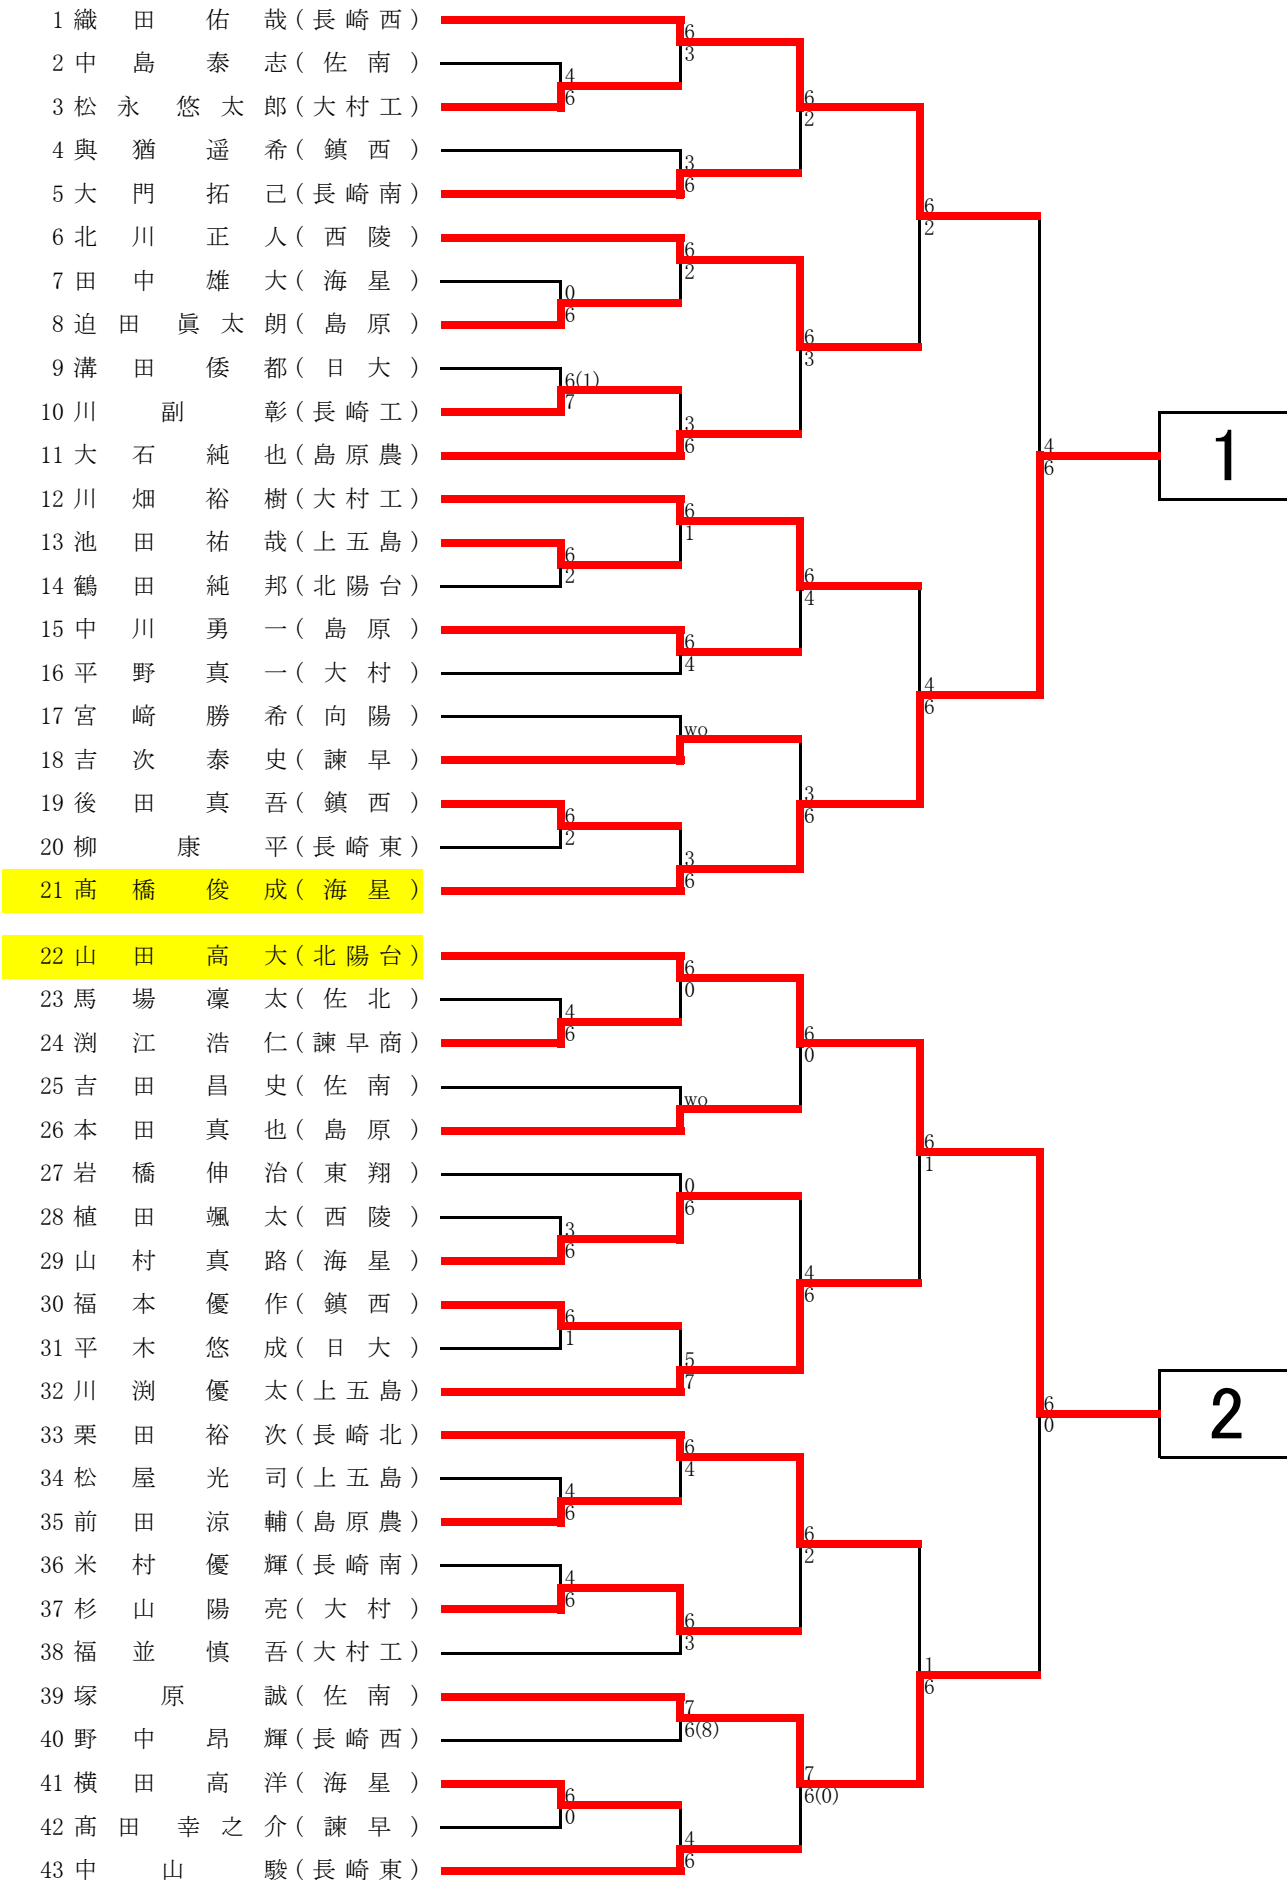 1 織田佑哉(長崎西)
2 中島泰志(佐南)
3 松永悠太郎(大村工)
4 與猶遥希(鎮西)
5 大門拓己(長崎南)
6 北川正人(西陵)
7 田中雄大(海星)
8 迫田眞太朗(島原)
9 溝田倭都(日大)
10 川副彰(長崎工)
11 大石純也(島原農)
12 川畑裕樹(大村工)
13 池田祐哉(上五島)
14 鶴田純邦(北陽台)
15 中川勇一(島原)
16 平野真一(大村)
17 宮﨑勝希(向陽)
18 吉次泰史(諫早)
19 後田真吾(鎮西)
20 柳康平(長崎東)
21 髙橋俊成(海星)
22 山田高大(北陽台)
23 馬場凜太(佐北)
24 渕江浩仁(諫早商)
25 吉田昌史(佐南)
26 本田真也(島原)
27 岩橋伸治(東翔)
28 植田颯太(西陵)
29 山村真路(海星)
30 福本優作(鎮西)
31 平木悠成(日大)
32 川渕優太(上五島)
33 栗田裕次(長崎北)
34 松屋光司(上五島)
35 前田涼輔(島原農)
36 米村優輝(長崎南)
37 杉山陽亮(大村)
38 福並慎吾(大村工)
39 塚原誠(佐南)
40 野中昂輝(長崎西)
41 横田高洋(海星)
42 髙田幸之介(諫早)
43 中山駿(長崎東)
4
6
0
6
6(1)
7
6
2
6
2
4
6
3
6
6
1
4
6
4
6
6
0
6
3
3
6
6
2
3
6
6
1
6
4
wo
3
6
6
0
wo
0
6
5
7
6
4
6
3
7
6(8)
4
6
6
2
6
3
6
4
3
6
6
0
4
6
6
2
7
6(0)
6
2
4
6
6
1
1
6
4
6
6
0
1
2